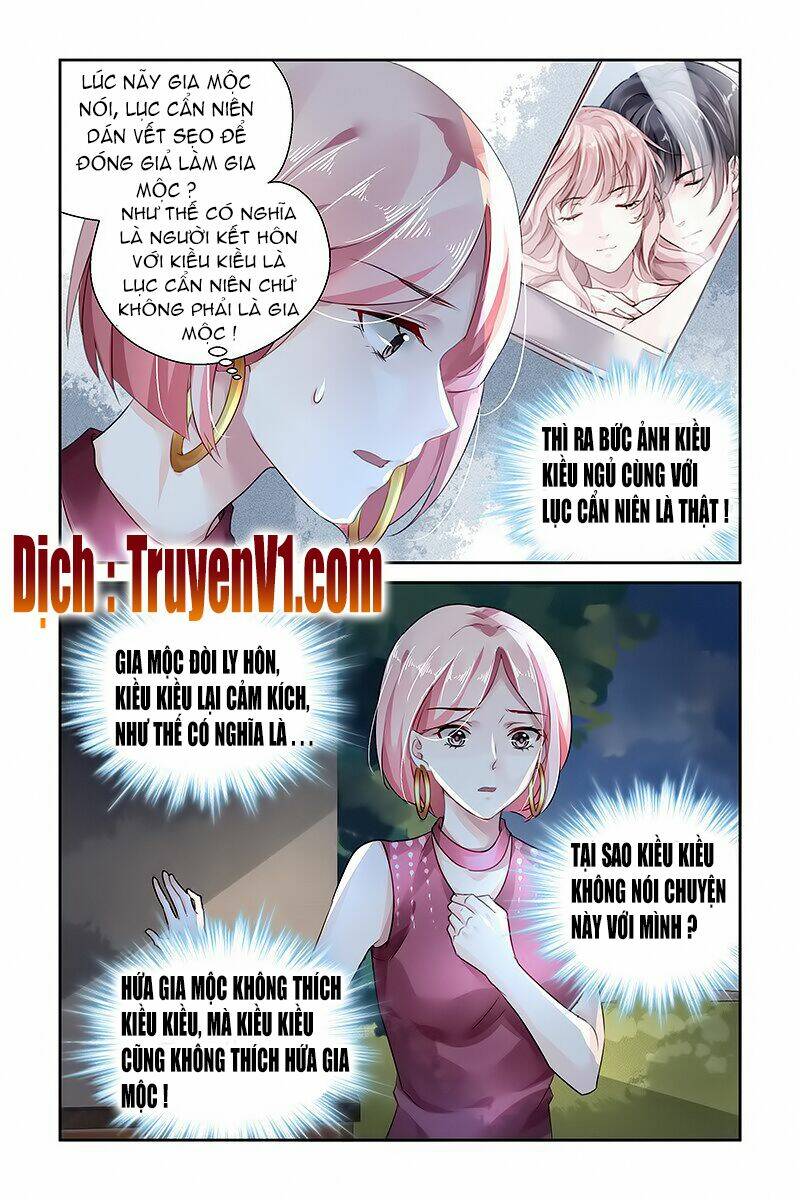 LÚC NÃY GIA MỘC
NÓI, LỤC CẨN NIÊN
DÁN VẾT SẸO ĐỂ
ĐÓNG GIẢ LÀM GIA
MỘC ?
NHƯ THẾ CÓ NGHĨA
LÀ NGƯỜI KẾT HÔN
VỚI KIỀU KIỀU LÀ
LỤC CẨN NIÊN CHỨ
KHÔNG PHẢI LÀ GIA
MỘC !
THÌ RA BỨC ẢNH KIỀU
KIỀU NGỦ CÙNG VỚI
LỤC CẨN NIÊN LÀ THẬT !
Dịch : TruyenV1.com
GIA MỘC ĐÒI LY HÔN,
KIỀU KIỀU LẠI CẢM KÍCH,
NHƯ THẾ CÓ NGHĨA LÀ . . .
TẠI SAO KIỀU KIỀU
KHÔNG NÓI CHUYỆN
NÀY VỚI MÌNH ?
HỨA GIA MỘC KHÔNG THÍCH
KIỀU KIỀU, MÀ KIỀU KIỀU
CŨNG KHÔNG THÍCH HỨA GIA
MỘC !